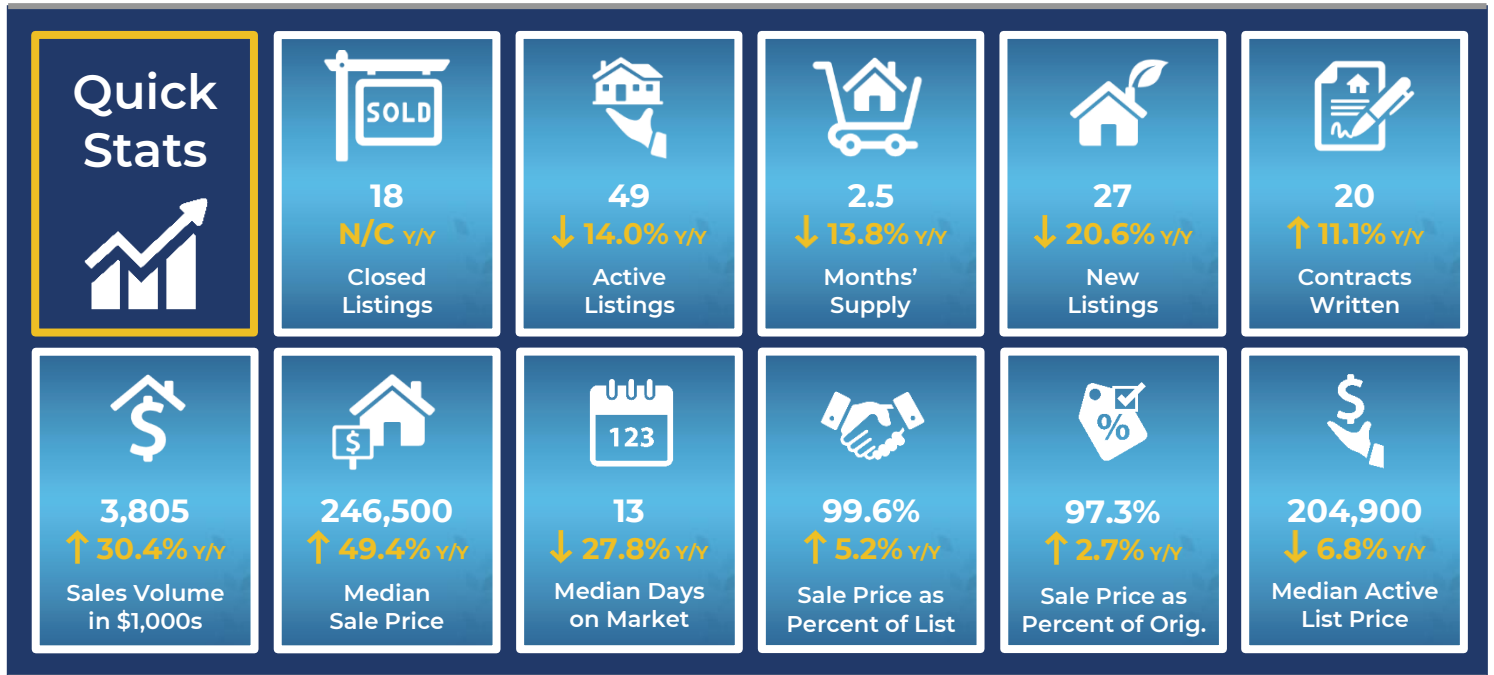 Quick
Stats
SOLD
18
N/C Y/Y
Closed
Listings
49
↓ 14.0% Y/Y
Active
Listings
2.5
↓ 13.8% Y/Y
Months’
Supply
27
↓ 20.6% Y/Y
New
Listings
20
↑ 11.1% Y/Y
Contracts
Written
$
3,805
↑ 30.4% Y/Y
Sales Volume
in $1,000s
$
246,500
↑ 49.4% Y/Y
Median
Sale Price
123
13
↓ 27.8% Y/Y
Median Days
on Market
99.6%
↑ 5.2% Y/Y
Sale Price as
Percent of List
%
97.3%
↑ 2.7% Y/Y
Sale Price as
Percent of Orig.
$
204,900
↓ 6.8% Y/Y
Median Active
List Price